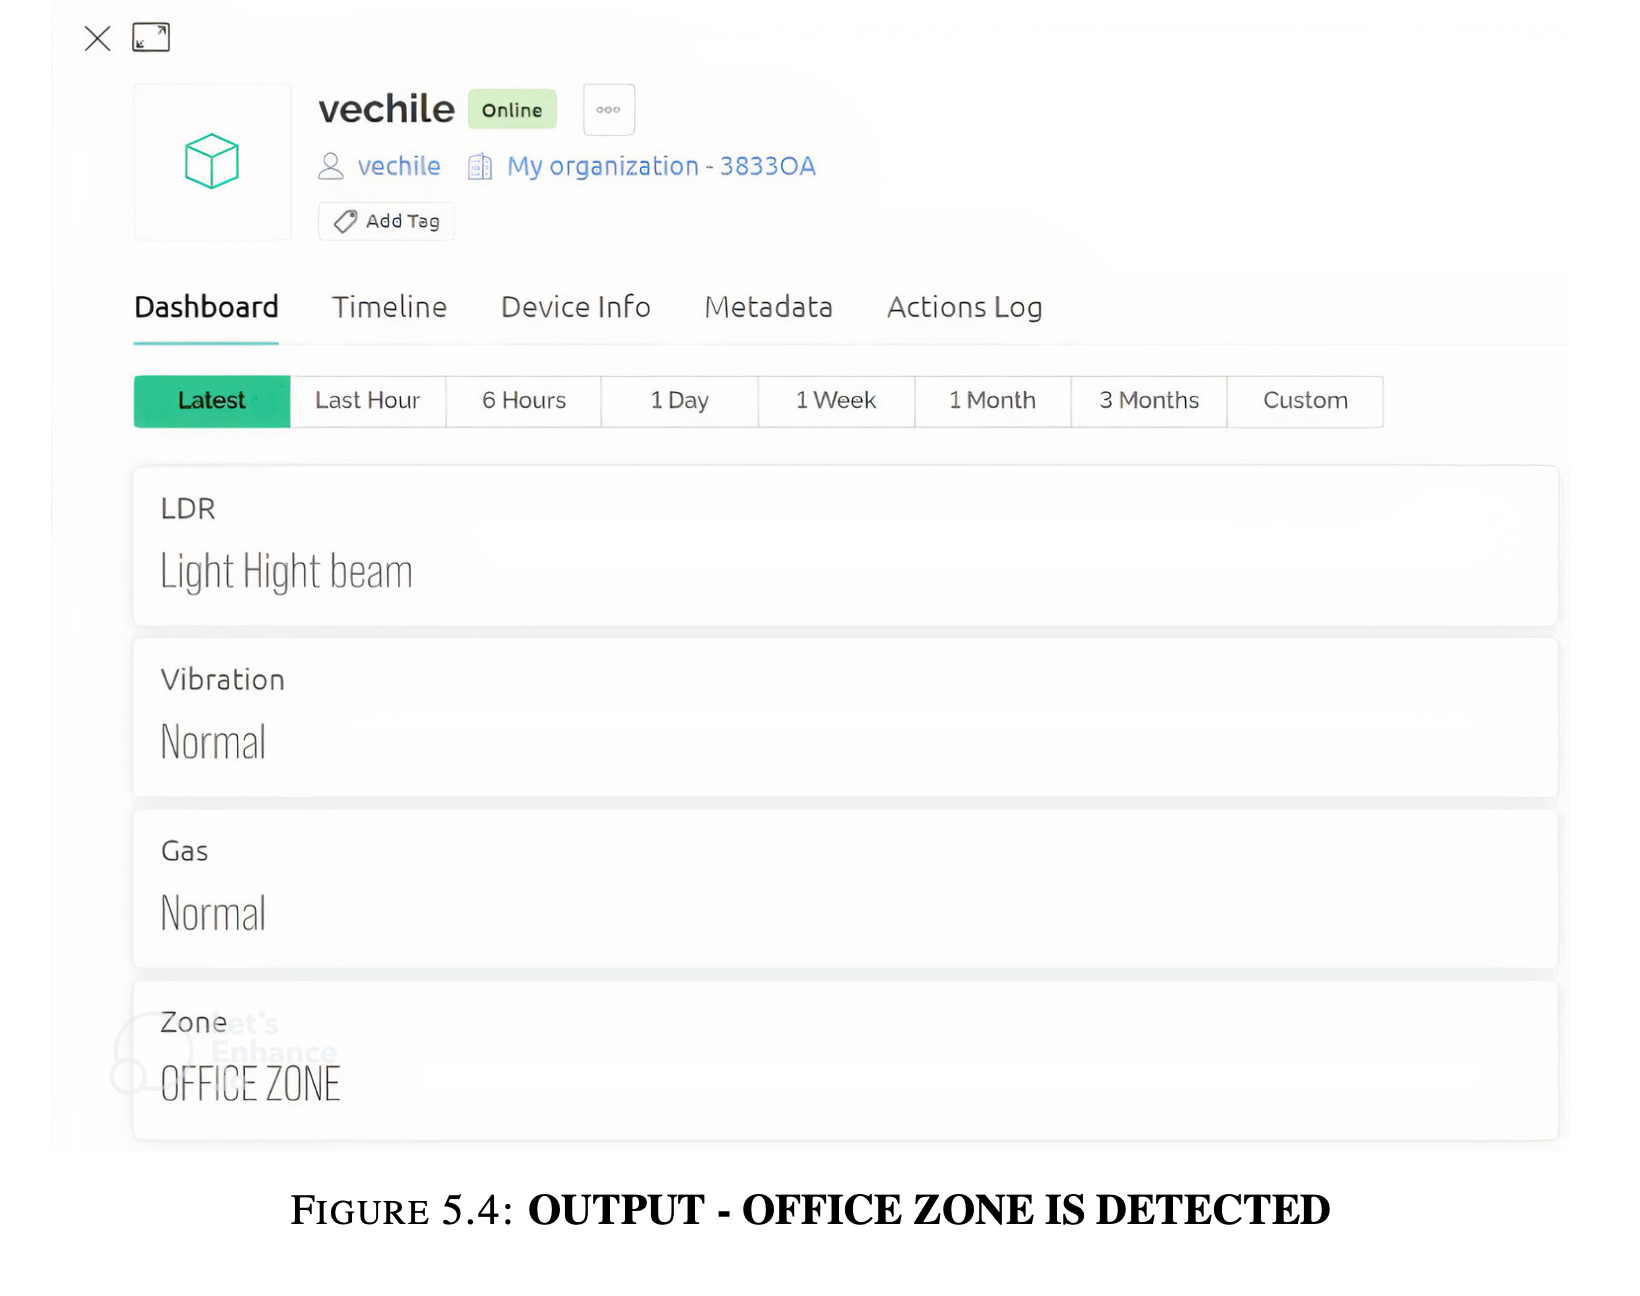 vechile Online
vechile My organization - 3833OA
Add Tag
Dashboard Timeline Device Info Metadata Actions Log
Latest Last Hour 6 Hours 1 Day 1 Week 1 Month 3 Months Custom
LDR
Light Hight beam
Vibration
Normal
Gas
Normal
Zone
Let's
Enhance
OFFICE ZONE
FIGURE 5.4: OUTPUT - OFFICE ZONE IS DETECTED